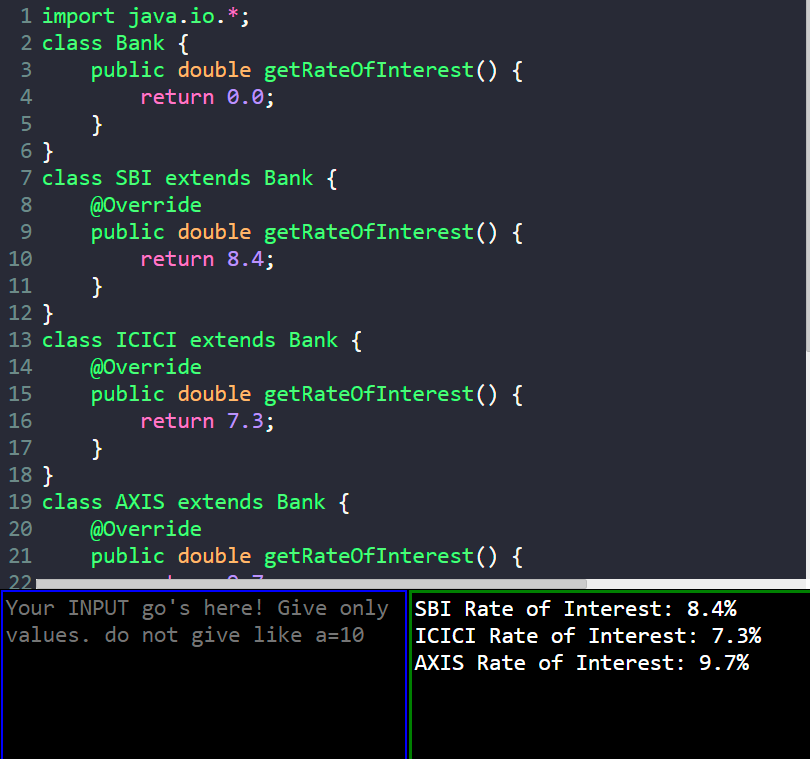 1 import java.io.*;
2 class Bank {
3     public double getRateOfInterest() {
4         return 0.0;
5     }
6 }
7 class SBI extends Bank {
8     @Override
9     public double getRateOfInterest() {
10         return 8.4;
11     }
12 }
13 class ICICI extends Bank {
14     @Override
15     public double getRateOfInterest() {
16         return 7.3;
17     }
18 }
19 class AXIS extends Bank {
20     @Override
21     public double getRateOfInterest() {
22
Your INPUT go's here! Give only
values. do not give like a=10
SBI Rate of Interest: 8.4%
ICICI Rate of Interest: 7.3%
AXIS Rate of Interest: 9.7%